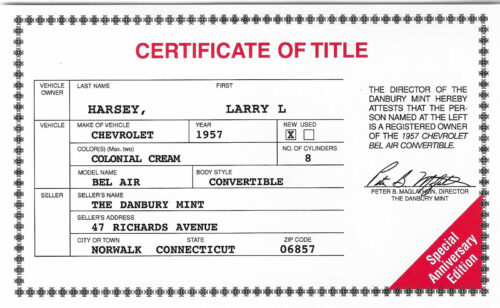 CERTIFICATE OF TITLE
VEHICLE OWNER
LAST NAME FIRST
HARSEY, LARRY L
VEHICLE
MAKE OF VEHICLE YEAR NEW USED
CHEVROLET 1957 X
COLOR(S) (Max. two) NO. OF CYLINDERS
COLONIAL CREAM 8
MODEL NAME BODY STYLE
BEL AIR CONVERTIBLE
SELLER
SELLER'S NAME
THE DANBURY MINT
SELLER'S ADDRESS
47 RICHARDS AVENUE
CITY OR TOWN STATE ZIP CODE
NORWALK CONNECTICUT 06857
THE DIRECTOR OF THE
DANBURY MINT HEREBY
ATTESTS THAT THE PER-
SON NAMED AT THE LEFT
IS A REGISTERED OWNER
OF THE 1957 CHEVROLET
BEL AIR CONVERTIBLE.
PETER B. MAGLATHLIN, DIRECTOR
THE DANBURY MINT
Special
Anniversary
Edition